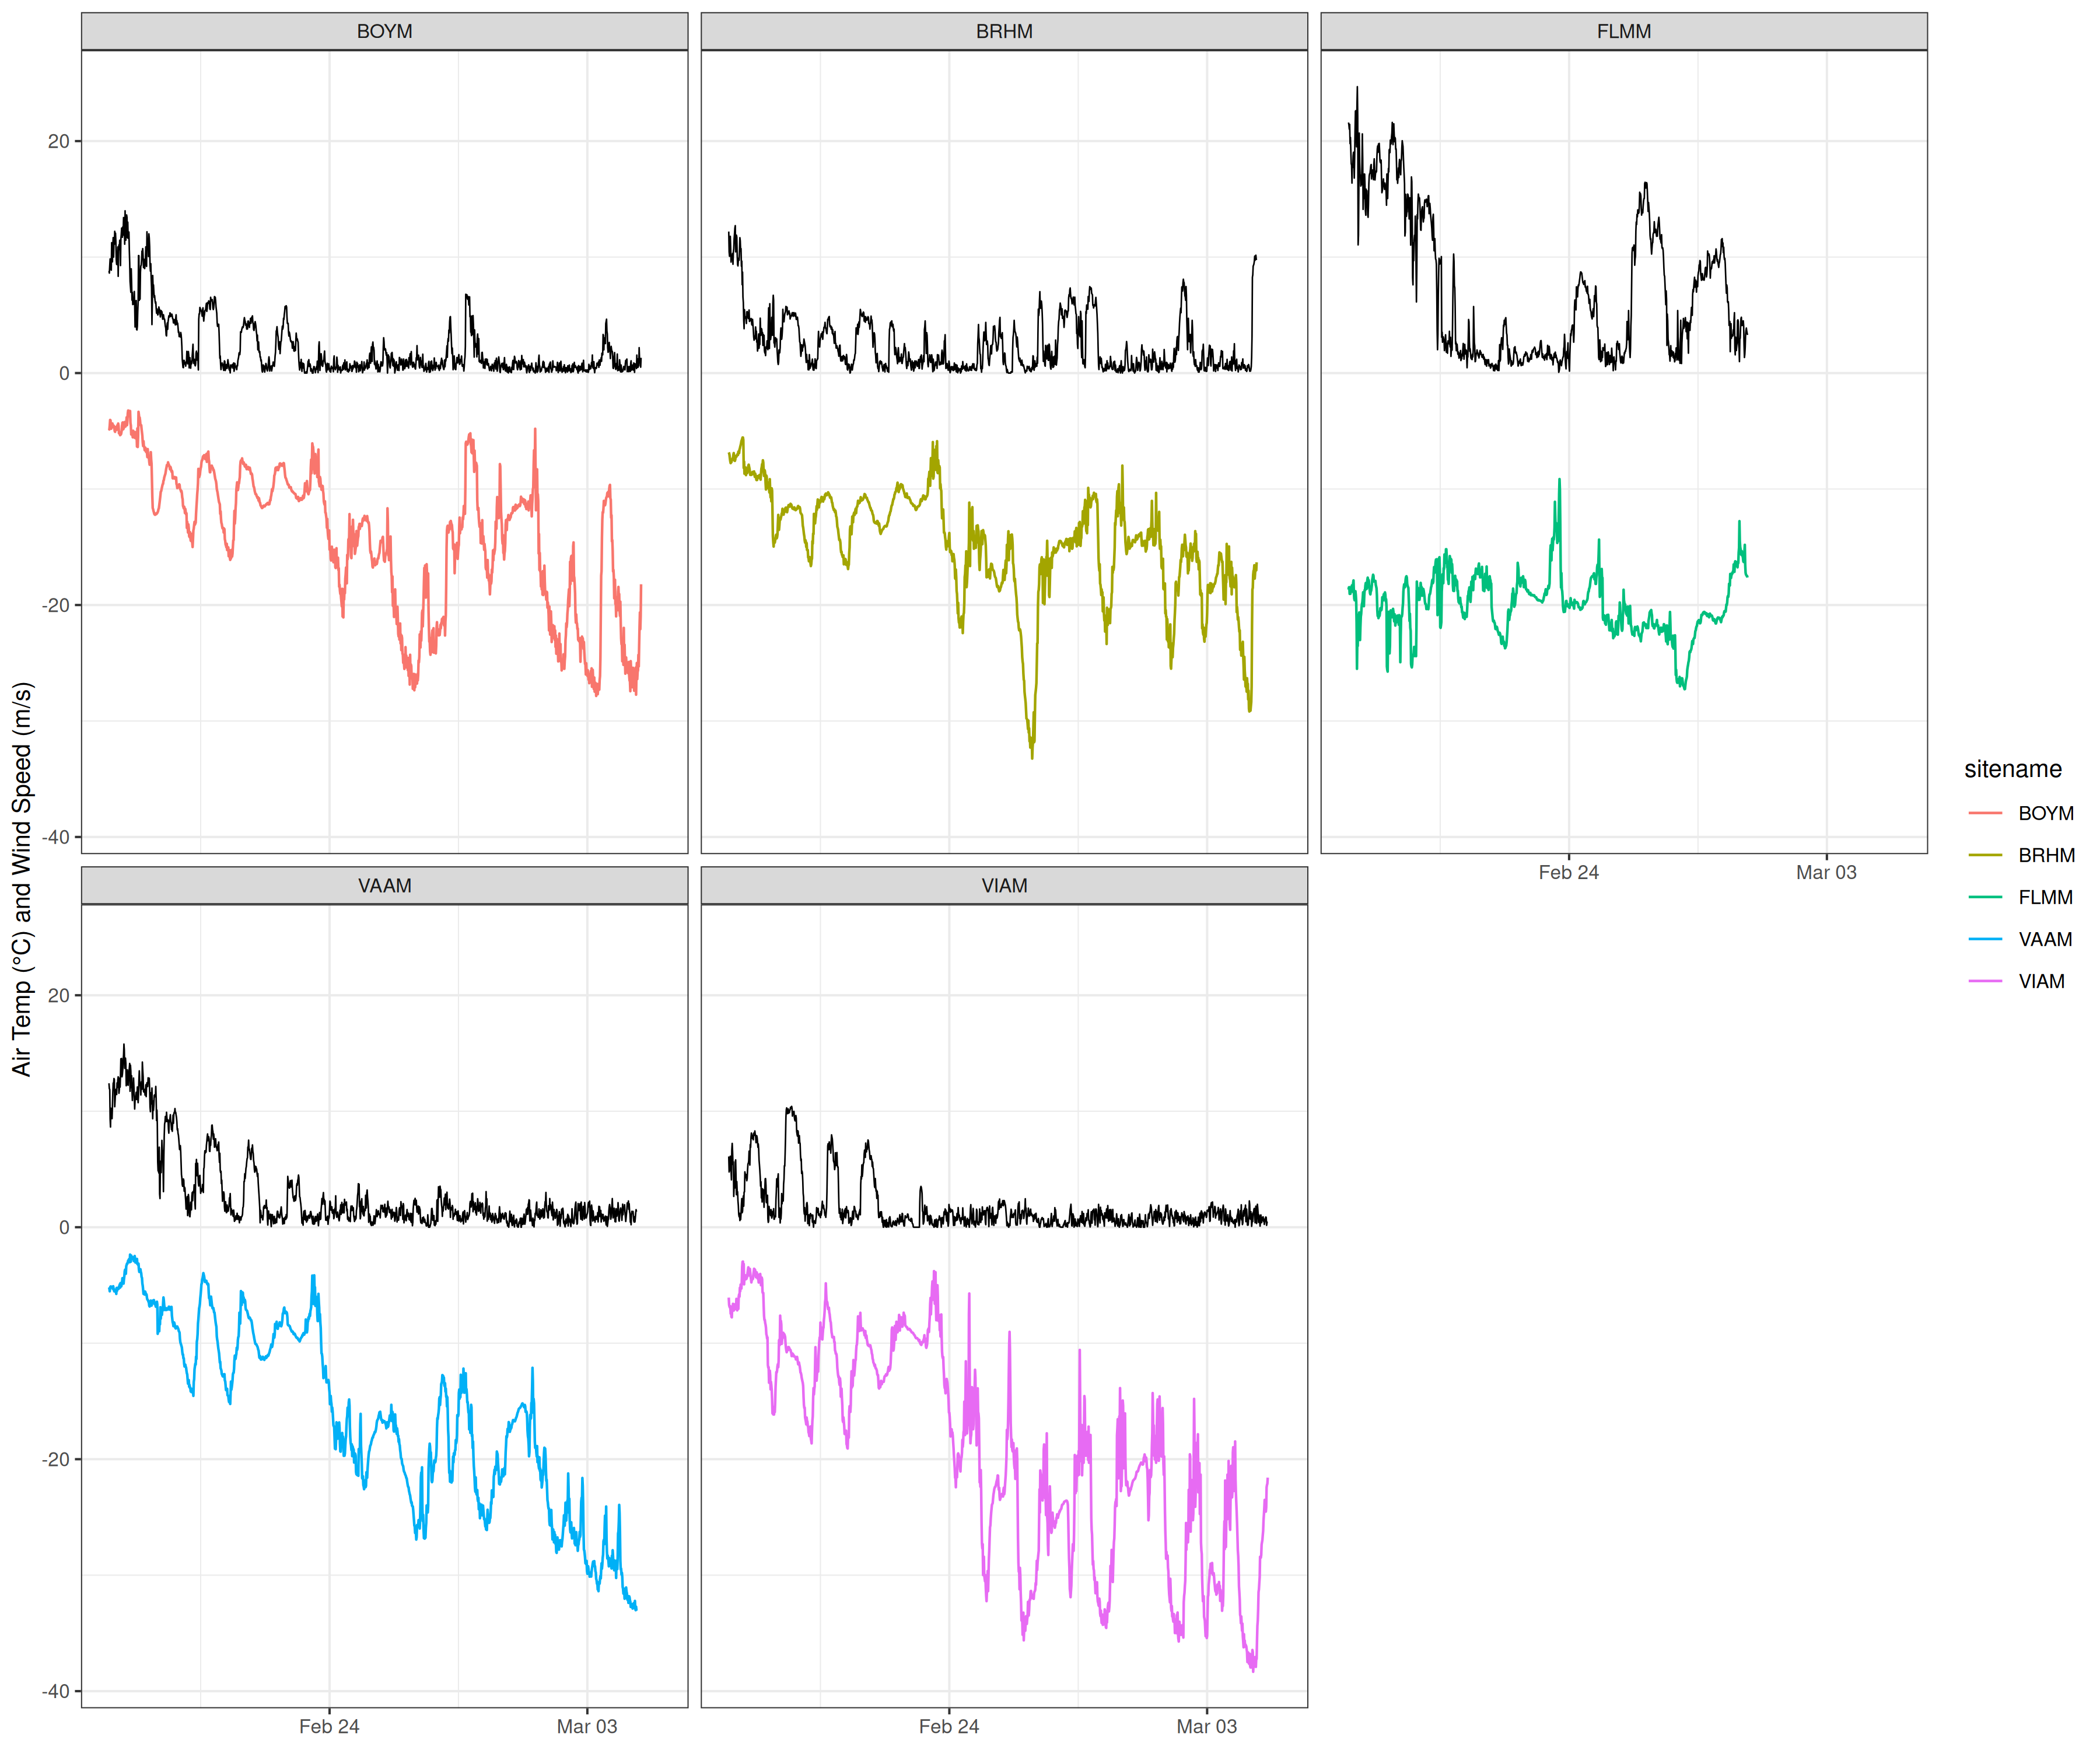 BOYM
BRHM
FLMM
20
0
-20
-40
Feb 24
Mar 03
VAAM
VIAM
20
0
-20
-40
Feb 24
Mar 03
Feb 24
Mar 03
Air Temp (°C) and Wind Speed (m/s)
sitename
BOYM
BRHM
FLMM
VAAM
VIAM